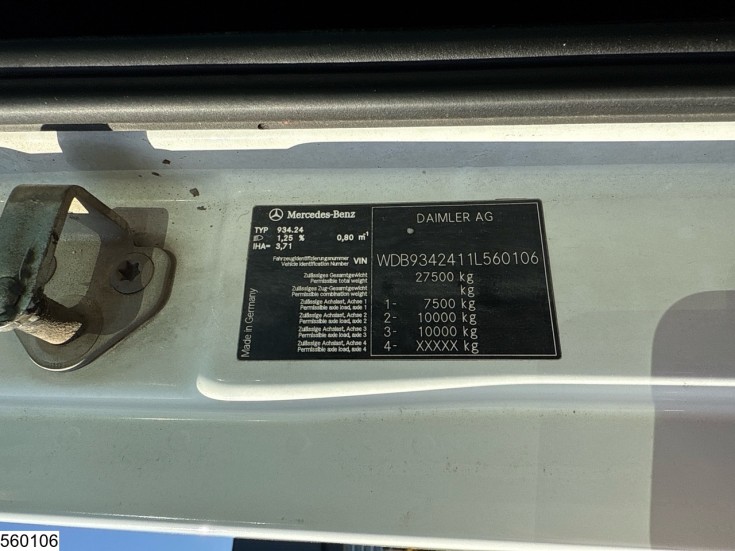 Mercedes-Benz
TYP 934.24
1,25 % 0,80 m¹
IHA= 3,71
Fahrzeugidentifizierungsnummer
Vehicle Identification Number VIN
Zulässiges Gesamtgewicht
Permissible total weight
Zulässiges Zug-Gesamtgewicht
Permissible combination weight
Zulässige Achslast, Achse 1
Permissible axle load, axle 1
Zulässige Achslast, Achse 2
Permissible axle load, axle 2
Zulässige Achslast, Achse 3
Permissible axle load, axle 3
Zulässige Achslast, Achse 4
Permissible axle load, axle 4
Made in Germany
DAIMLER AG
WDB9342411L560106
27500 kg
kg
1- 7500 kg
2- 10000 kg
3- 10000 kg
4- XXXXX kg
560106